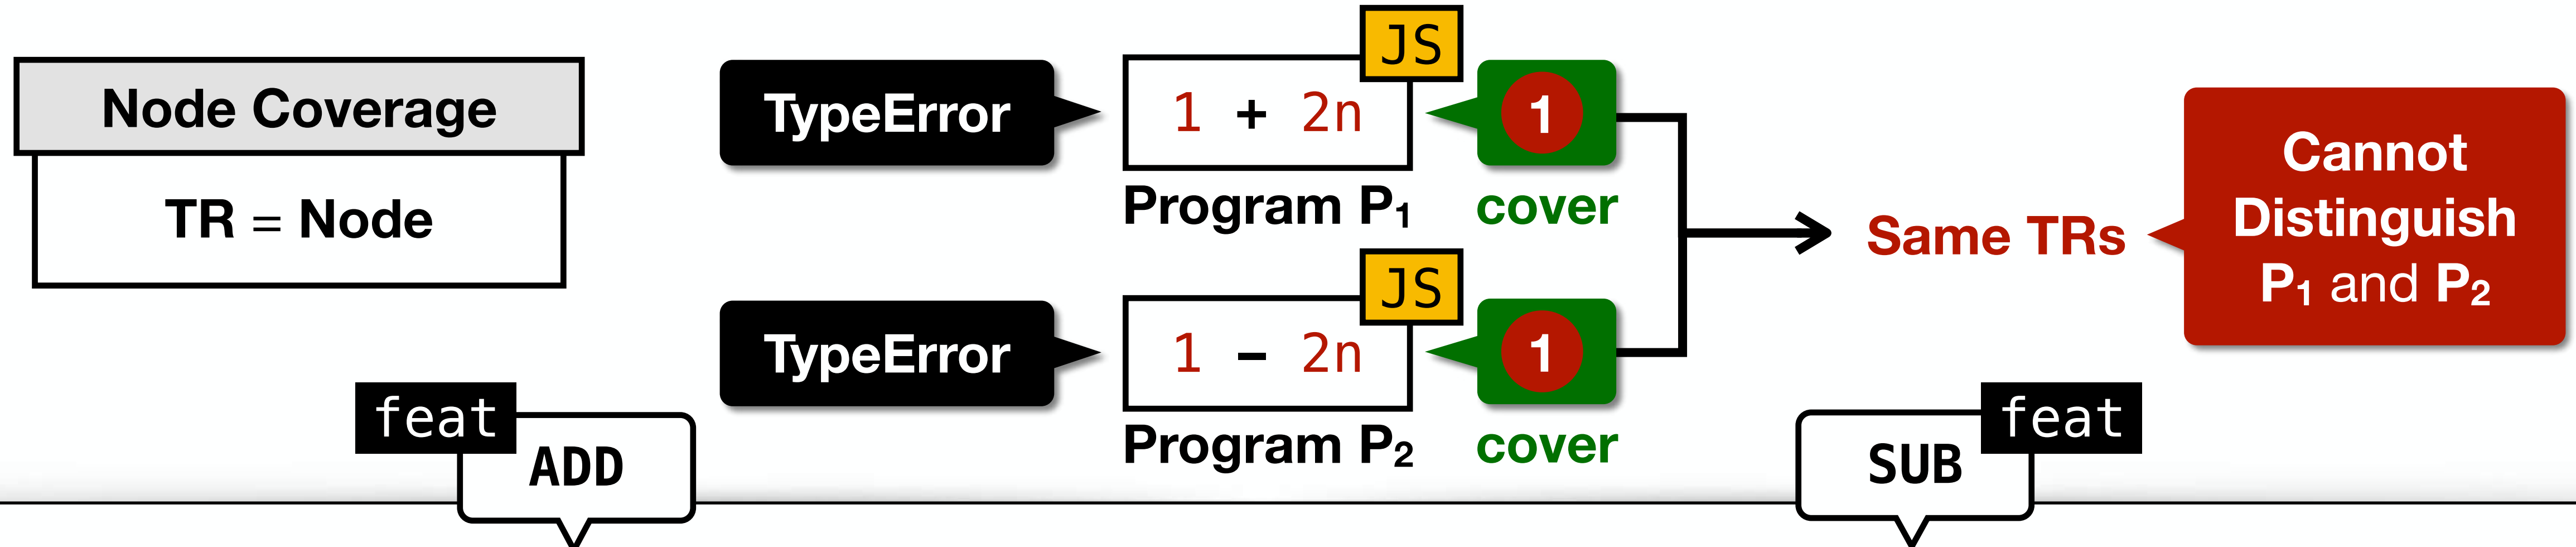 Node Coverage
TR = Node
TypeError
JS
1 + 2n
1
Program P₁
cover
TypeError
JS
1 - 2n
1
Program P₂
cover
Same TRs
Cannot
Distinguish
P₁ and P₂
feat
ADD
feat
SUB